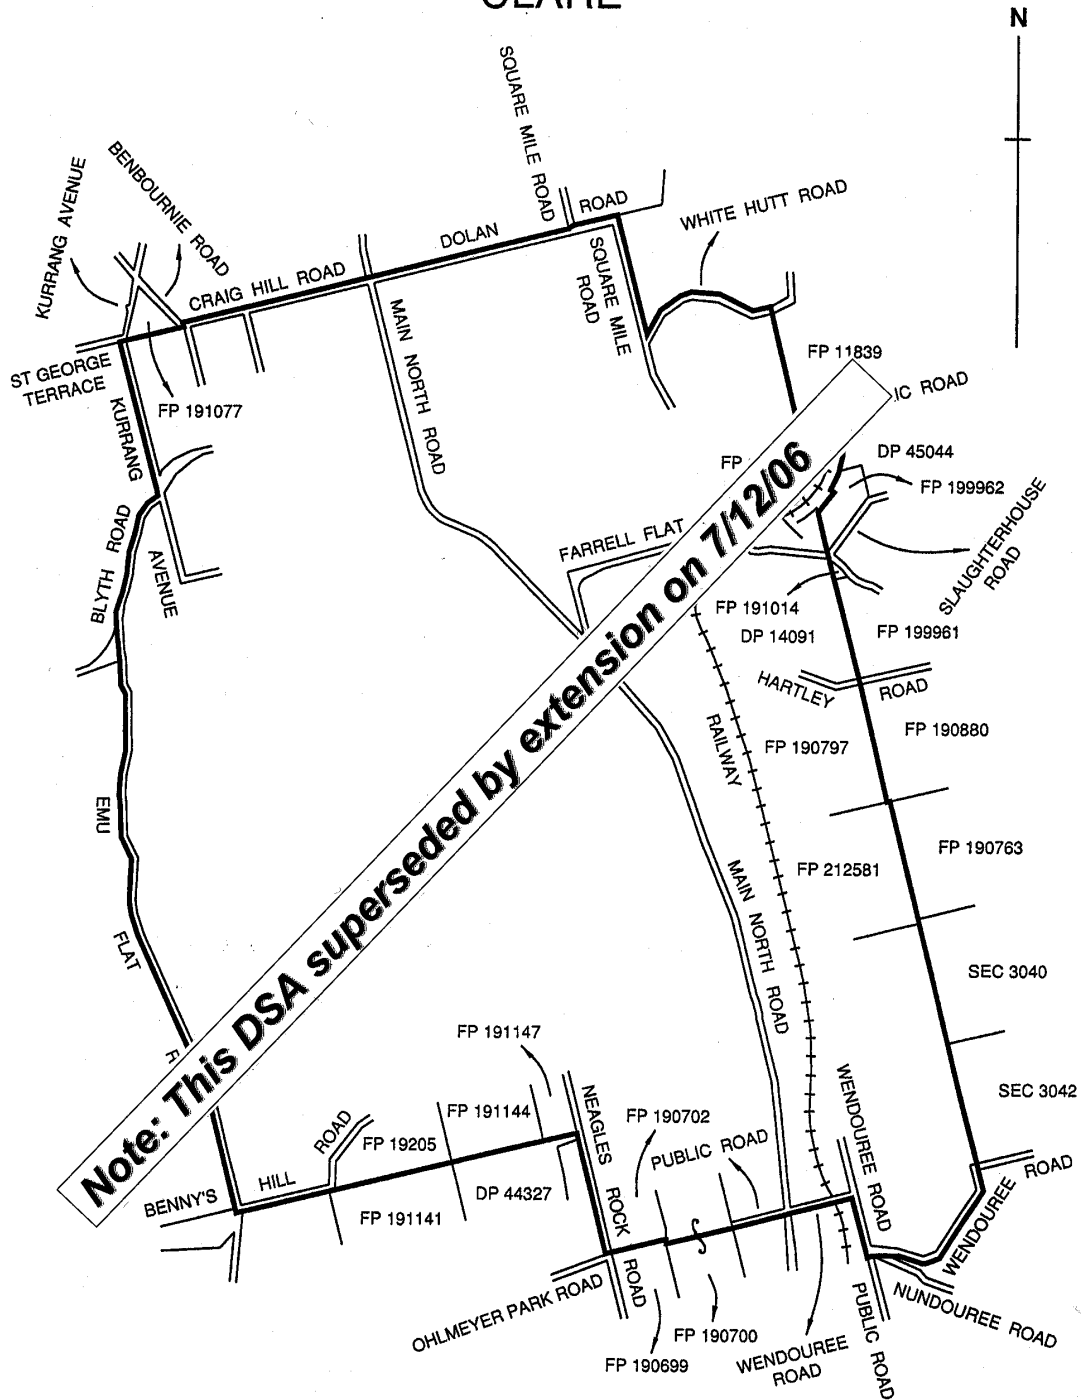 N
SQUARE MILE ROAD
ROAD
WHITE HUTT ROAD
KURRANG AVENUE
BENBOURNIE ROAD
DOLAN
CRAIG HILL ROAD
SQUARE MILE
ROAD
ST GEORGE
TERRACE
MAIN NORTH ROAD
FP 11839
FP 191077
KURRANG
IC ROAD
FP
DP 45044
FP 199962
BLYTH ROAD
AVENUE
FARRELL FLAT
SLAUGHTERHOUSE
ROAD
FP 191014
DP 14091
FP 199961
HARTLEY
ROAD
RAILWAY
FP 190797
FP 190880
EMU
FP 190763
FP 212581
MAIN NORTH ROAD
FLAT
SEC 3040
Note: This DSA superseded by extension on 7/12/06
FP 191147
SEC 3042
WENDOUREE ROAD
NEAGLES
ROCK
ROAD
FP 191144
FP 190702
ROAD
FP 19205
PUBLIC ROAD
HILL
BENNY'S
DP 44327
FP 191141
WENDOUREE
ROAD
OHLMEYER PARK ROAD
FP 190700
FP 190699
WENDOUREE
ROAD
PUBLIC ROAD
NUNDOUREE ROAD